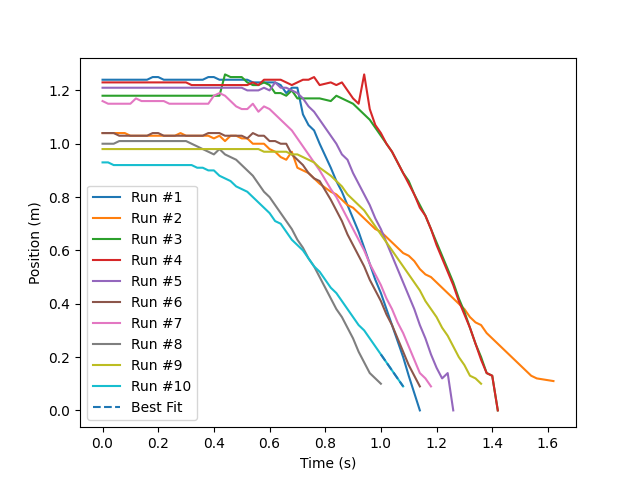 1.2
1.0
0.8
0.6
0.4
0.2
0.0
Position (m)
Run #1
Run #2
Run #3
Run #4
Run #5
Run #6
Run #7
Run #8
Run #9
Run #10
Best Fit
0.0 0.2 0.4 0.6 0.8 1.0 1.2 1.4 1.6
Time (s)